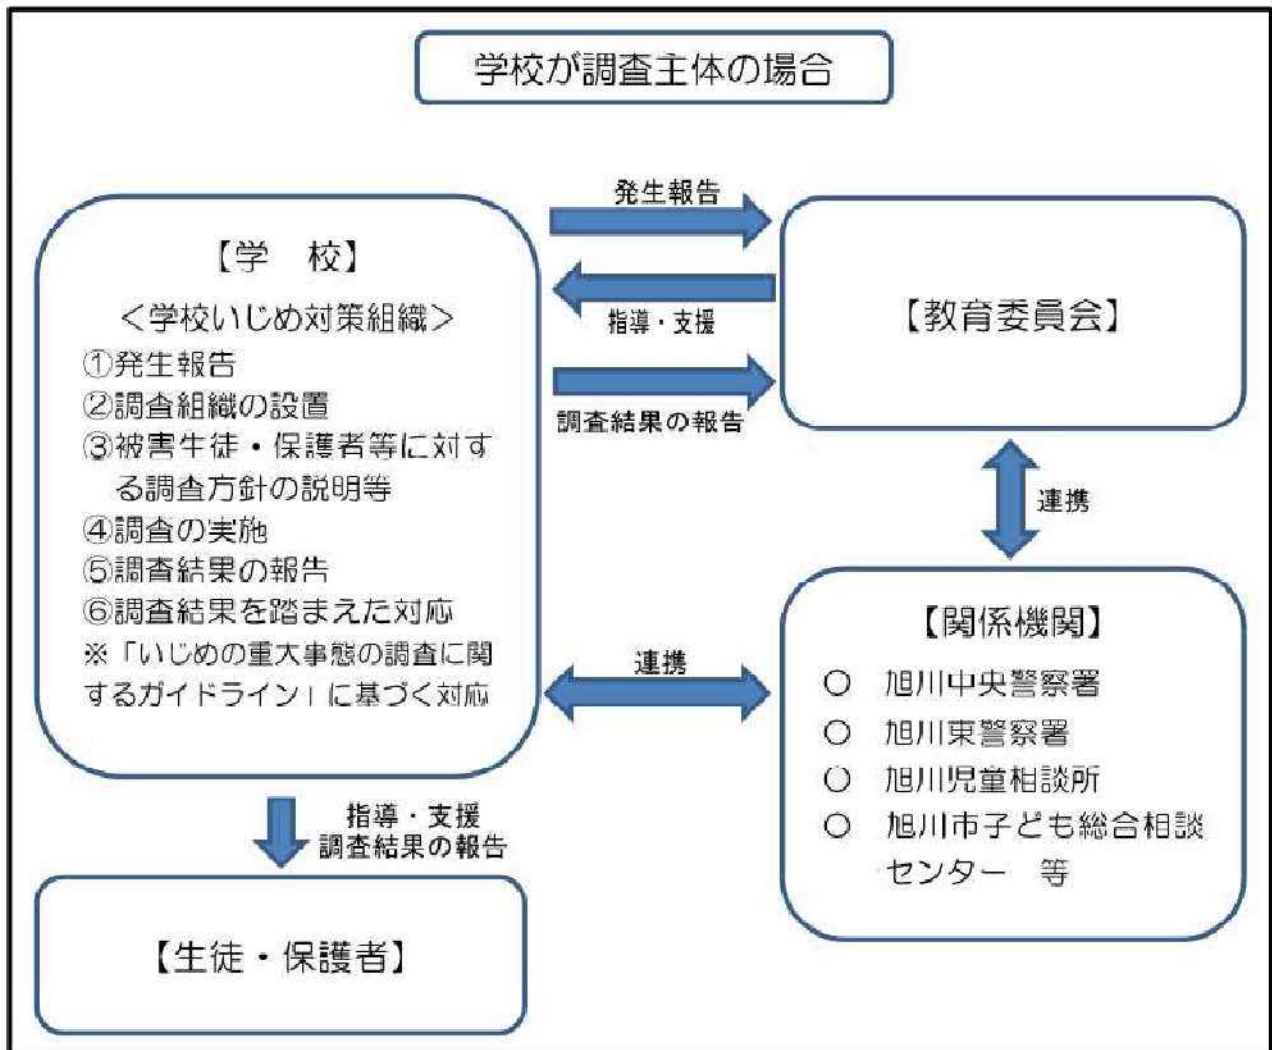 学校が調査主体の場合
【学　校】
＜学校いじめ対策組織＞
①発生報告
②調査組織の設置
③被害生徒・保護者等に対す
る調査方針の説明等
④調査の実施
⑤調査結果の報告
⑥調査結果を踏まえた対応
※「いじめの重大事態の調査に関
するガイドライン」に基づく対応
発生報告
指導・支援
調査結果の報告
【教育委員会】
連携
連携
【関係機関】
○　旭川中央警察署
○　旭川東警察署
○　旭川児童相談所
○　旭川市子ども総合相談
センター　等
指導・支援
調査結果の報告
【生徒・保護者】